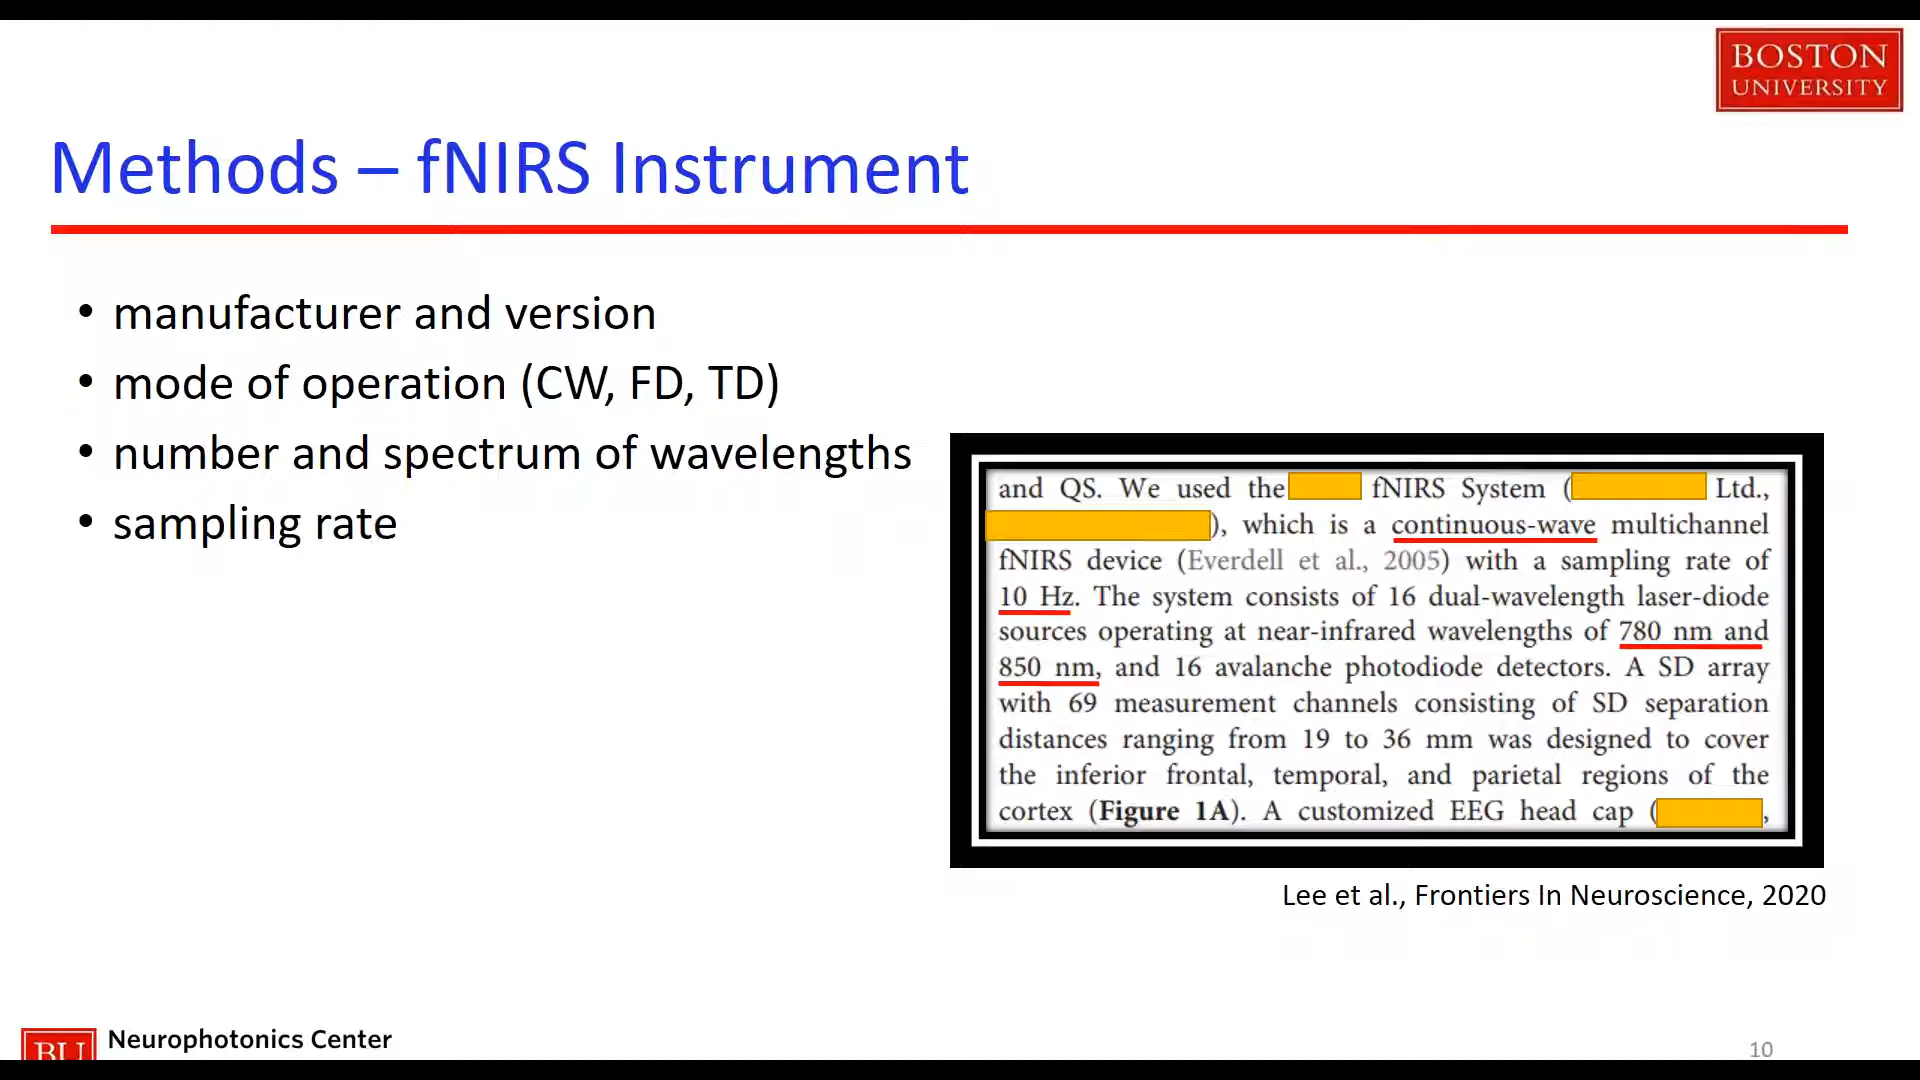 BOSTON
UNIVERSITY
Methods – fNIRS Instrument
• manufacturer and version
• mode of operation (CW, FD, TD)
• number and spectrum of wavelengths
• sampling rate
and QS. We used the fNIRS System ( Ltd.,
), which is a continuous-wave multichannel
fNIRS device (Everdell et al., 2005) with a sampling rate of
10 Hz. The system consists of 16 dual-wavelength laser-diode
sources operating at near-infrared wavelengths of 780 nm and
850 nm, and 16 avalanche photodiode detectors. A SD array
with 69 measurement channels consisting of SD separation
distances ranging from 19 to 36 mm was designed to cover
the inferior frontal, temporal, and parietal regions of the
cortex (Figure 1A). A customized EEG head cap ( ,
Lee et al., Frontiers In Neuroscience, 2020
BU Neurophotonics Center
10